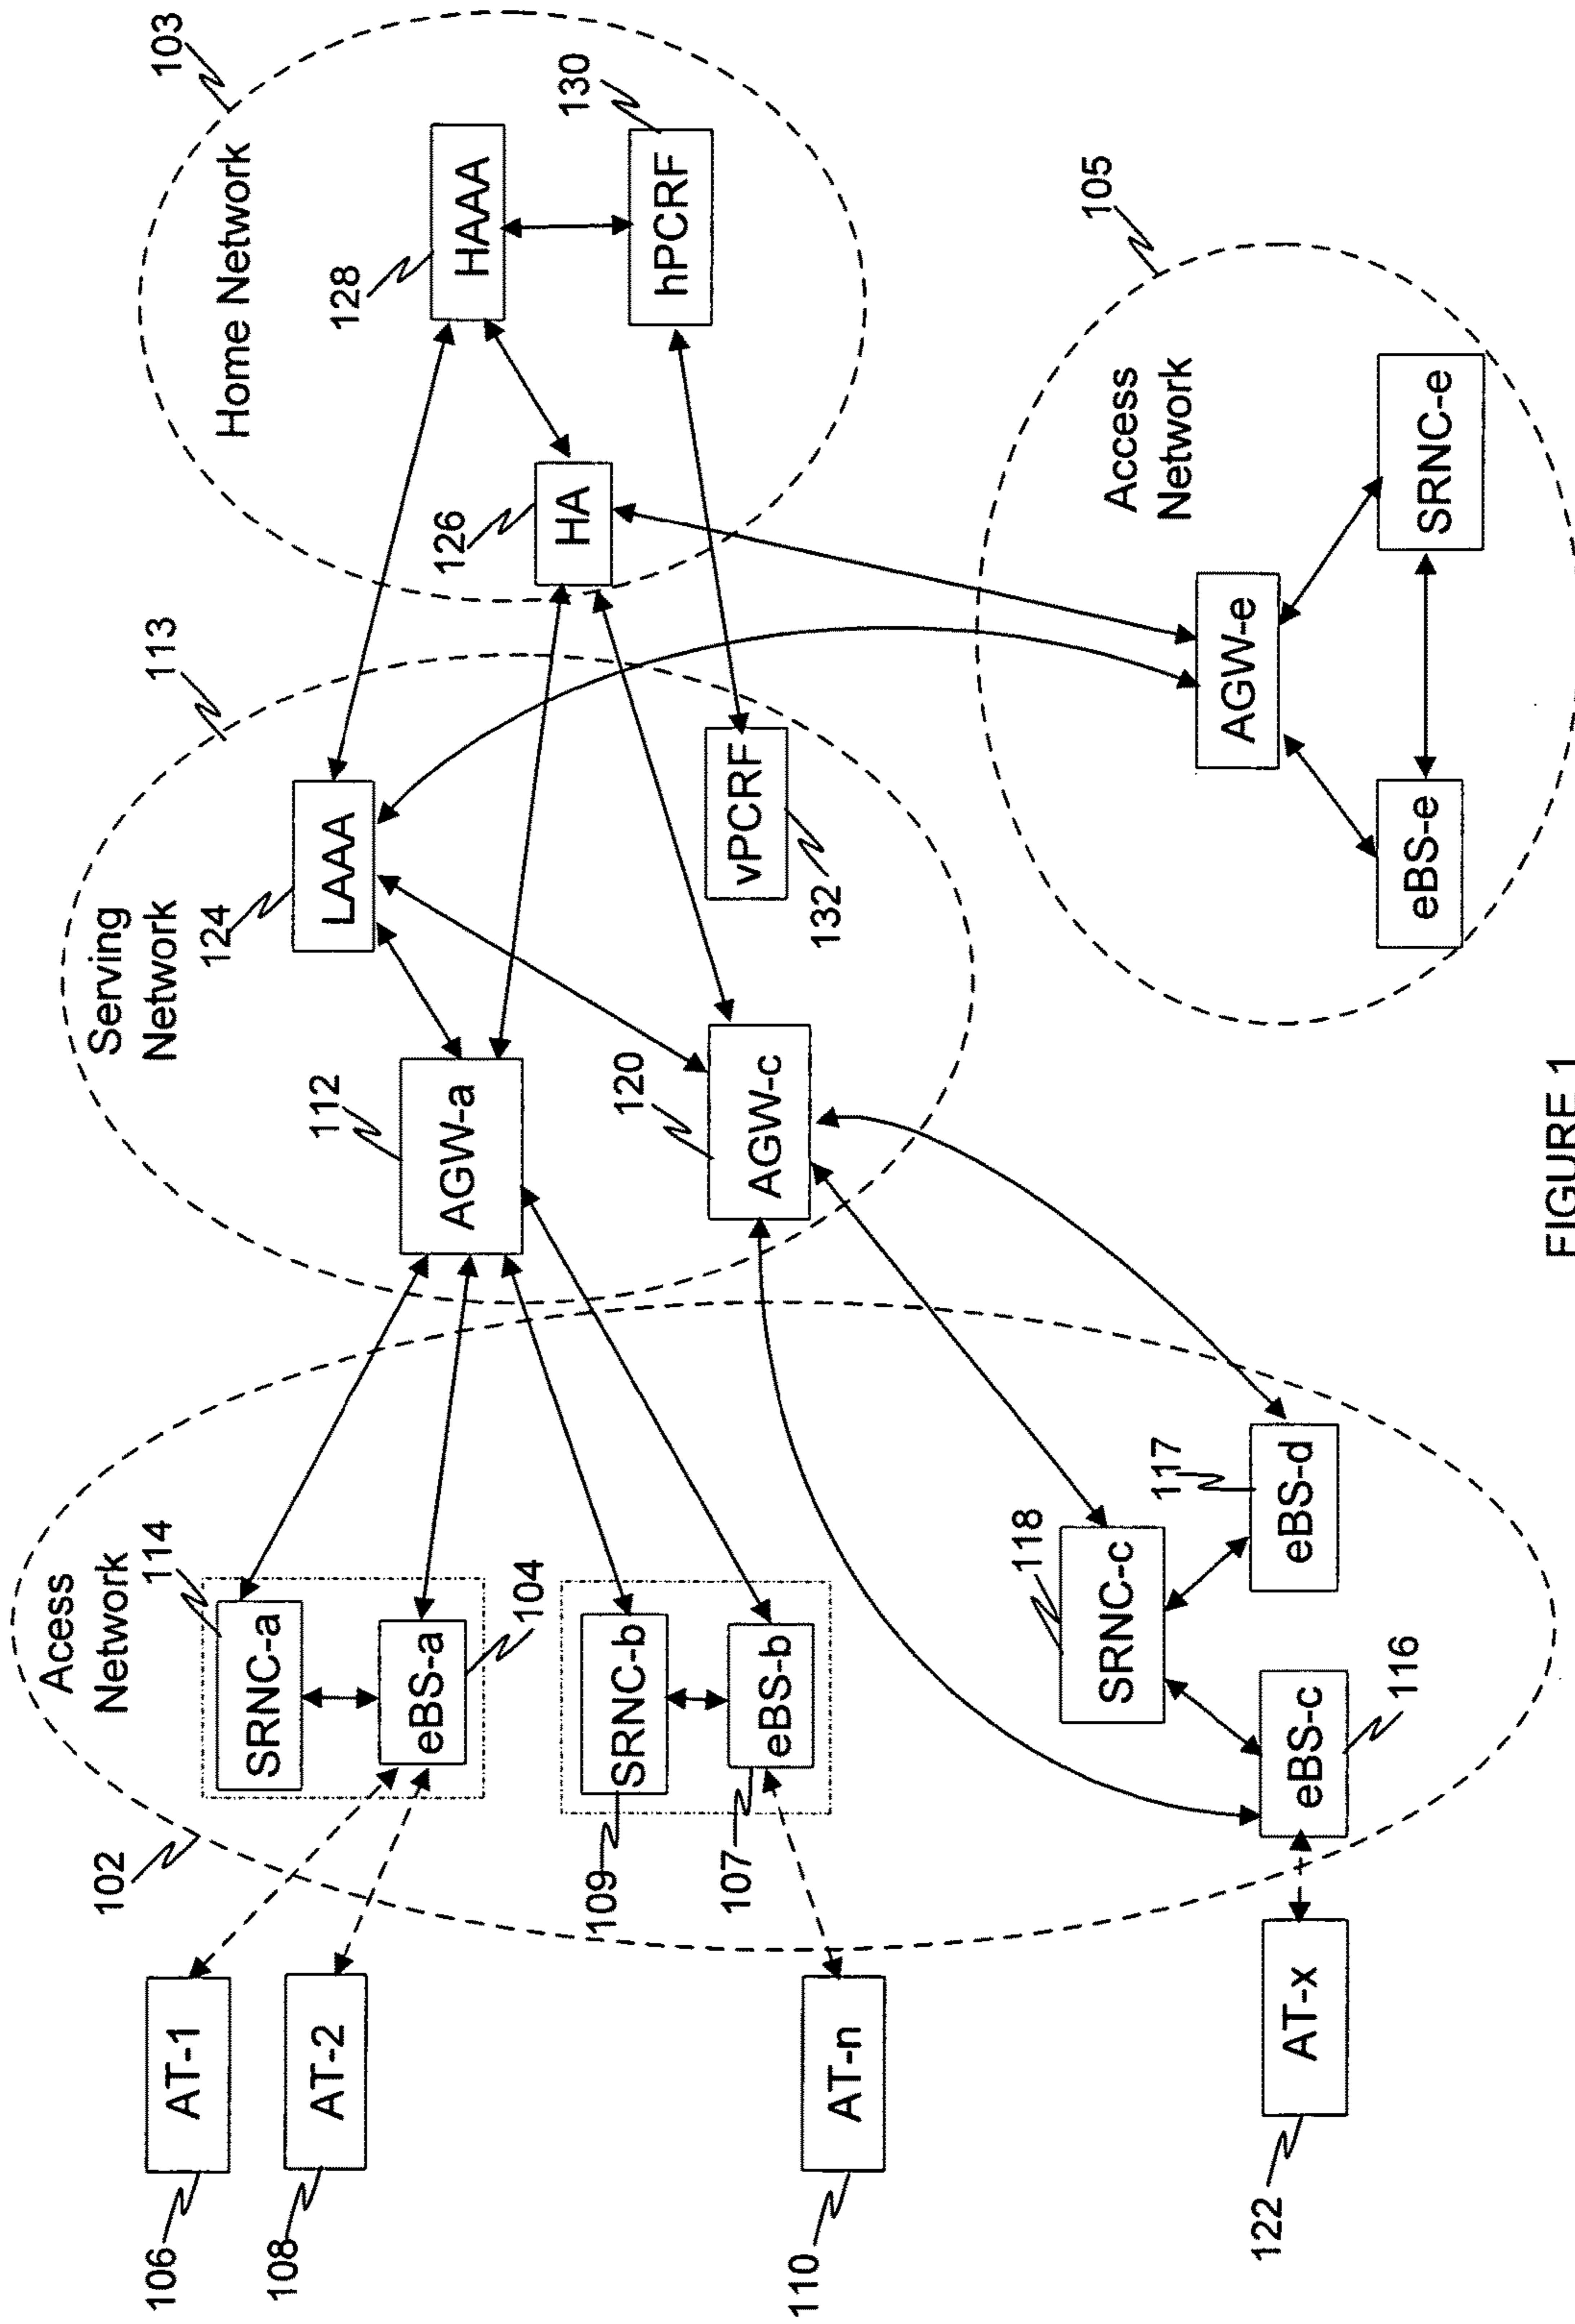 106
AT-1
108
AT-2
110
AT-n
122
AT-x
102
Acess
Network
114
SRNC-a
eBS-a
104
109
SRNC-b
107
eBS-b
118
SRNC-c
117
eBS-d
eBS-c
116
113
Serving
Network
112
AGW-a
120
AGW-c
124
LAAA
vPCRF
132
103
Home Network
128
HAAA
130
hPCRF
126
HA
105
Access
Network
AGW-e
eBS-e
SRNC-e
FIGURE 1